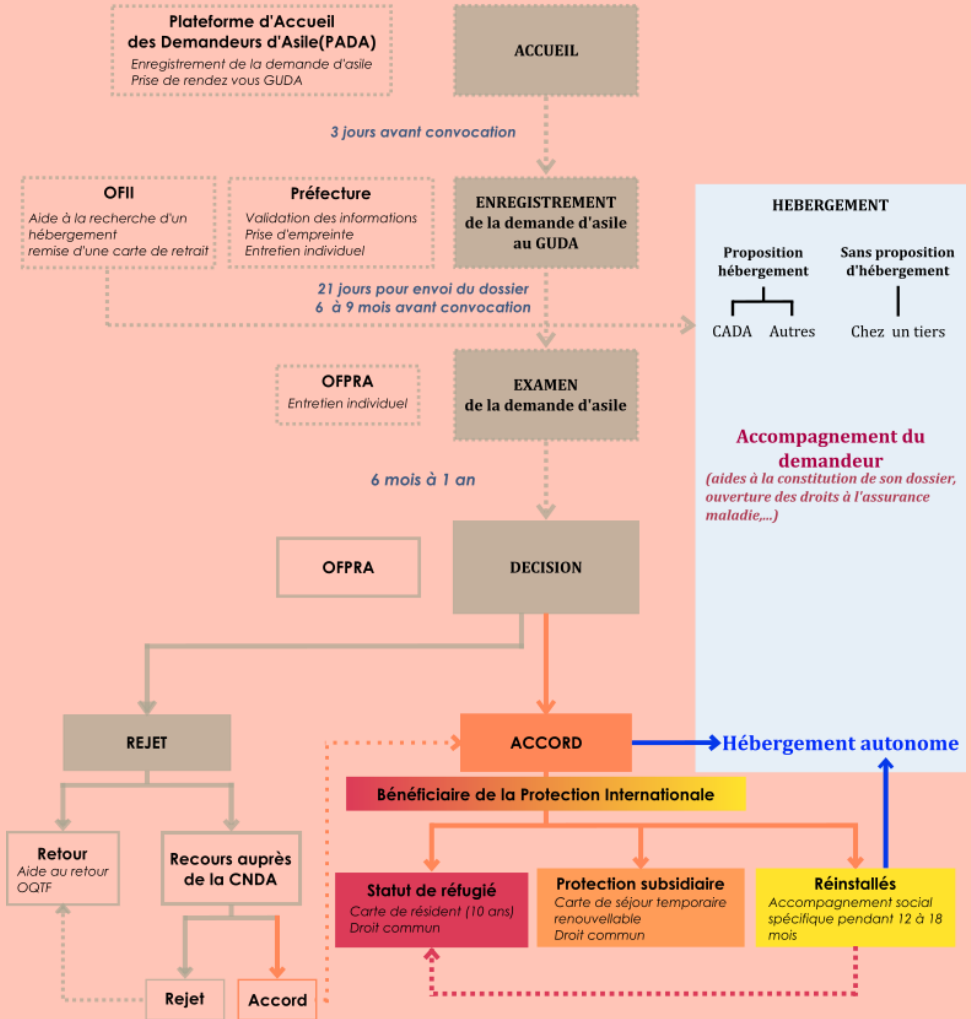 Plateforme d'Accueil
des Demandeurs d'Asile(PADA)
Enregistrement de la demande d'asile
Prise de rendez vous GUDA
ACCUEIL
3 jours avant convocation
OFII
Aide à la recherche d'un
hébergement
remise d'une carte de retrait
Préfecture
Validation des informations
Prise d'empreinte
Entretien individuel
ENREGISTREMENT
de la demande d'asile
au GUDA
21 jours pour envoi du dossier
6 à 9 mois avant convocation
HEBERGEMENT
Proposition
hébergement
CADA Autres
Sans proposition
d'hébergement
Chez un tiers
OFPRA
Entretien individuel
EXAMEN
de la demande d'asile
Accompagnement du
demandeur
(aides à la constitution de son dossier,
ouverture des droits à l'assurance
maladie,...)
6 mois à 1 an
OFPRA
DECISION
REJET
ACCORD
Hébergement autonome
Bénéficiaire de la Protection Internationale
Retour
Aide au retour
OQTF
Recours auprès
de la CNDA
Statut de réfugié
Carte de résident (10 ans)
Droit commun
Protection subsidiaire
Carte de séjour temporaire
renouvellable
Droit commun
Réinstallés
Accompagnement social
spécifique pendant 12 à 18
mois
Rejet
Accord